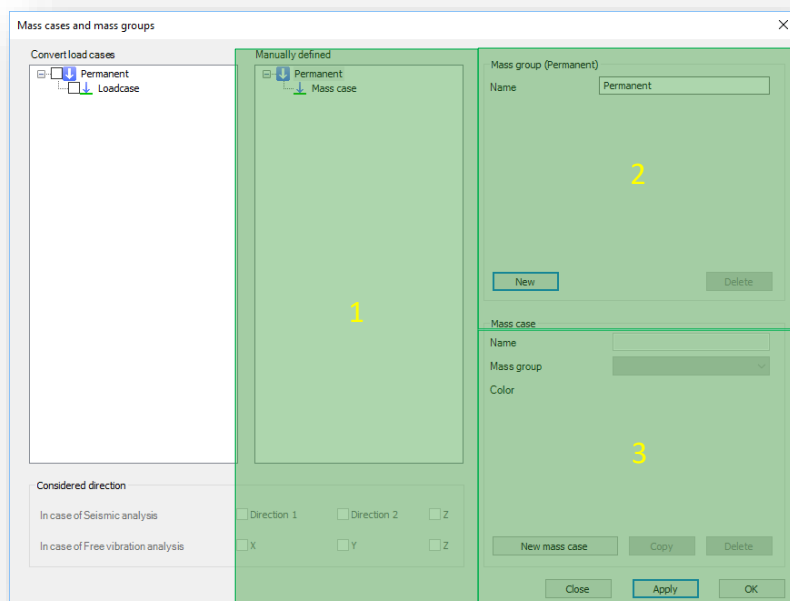 Mass cases and mass groups
Convert load cases
Permanent
Loadcase
Manually defined
Permanent
Mass case
1
Mass group (Permanent)
Name Permanent
2
New Delete
Mass case
Name
Mass group
Color
3
New mass case Copy Delete
Considered direction
In case of Seismic analysis Direction 1 Direction 2 Z
In case of Free vibration analysis X Y Z
Close Apply OK